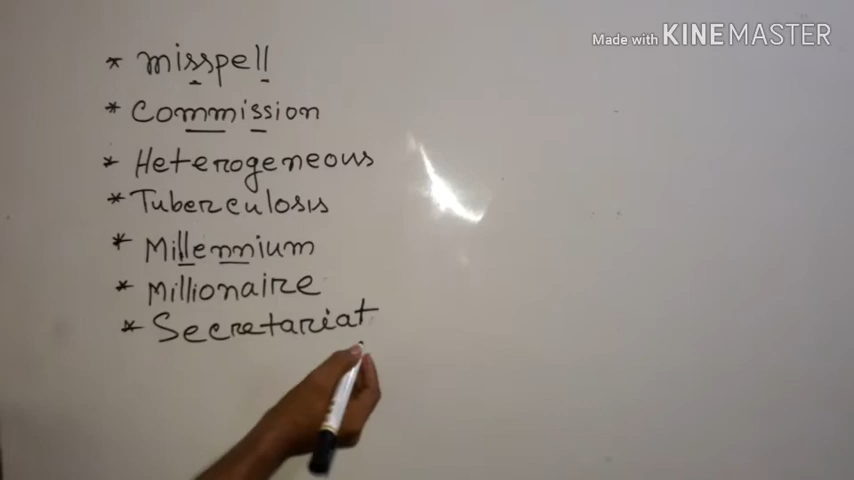 Made with KINEMASTER
* misspell
* Commission
* Heterogeneous
* Tuberculosis
* Millennium
* Millionaire
* Secretariat